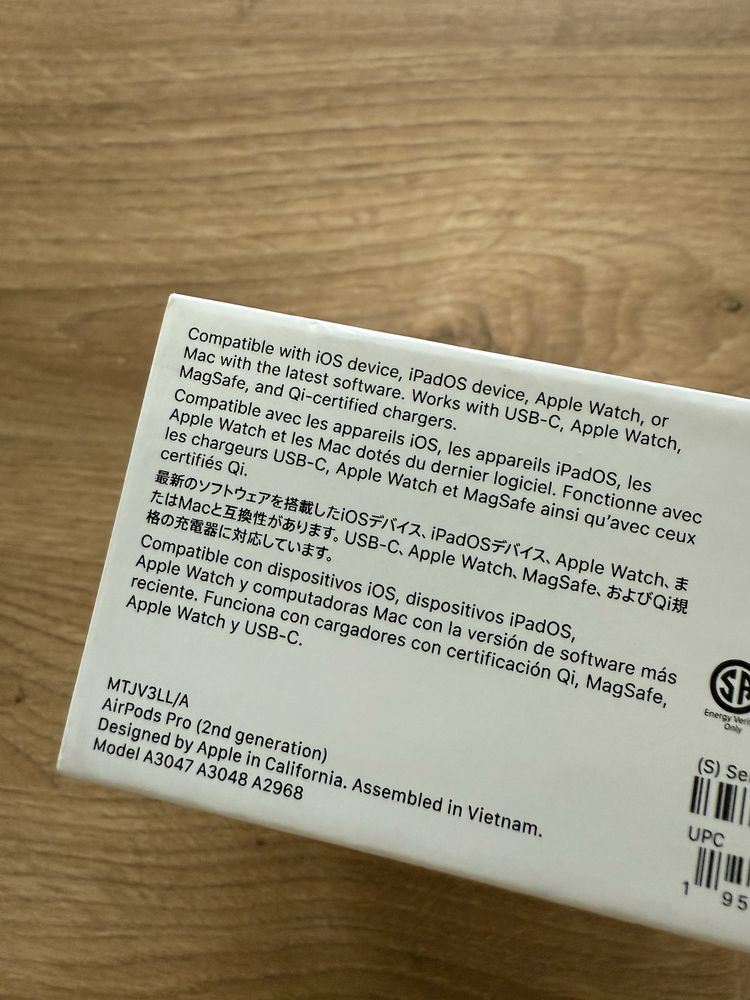 Compatible with iOS device, iPadOS device, Apple Watch, or
Mac with the latest software. Works with USB-C, Apple Watch,
MagSafe, and Qi-certified chargers.
Compatible avec les appareils iOS, les appareils iPadOS, les
Apple Watch et les Mac dotés du dernier logiciel. Fonctionne avec
les chargeurs USB-C, Apple Watch et MagSafe ainsi qu’avec ceux
certifiés Qi.
最新のソフトウェアを搭載したiOSデバイス、iPadOSデバイス、Apple Watch、ま
たはMacと互換性があります。USB-C、Apple Watch、MagSafe、およびQi規
格の充電器に対応しています。
Compatible con dispositivos iOS, dispositivos iPadOS,
Apple Watch y computadoras Mac con la versión de software más
reciente. Funciona con cargadores con certificación Qi, MagSafe,
Apple Watch y USB-C.
MTJV3LL/A
AirPods Pro (2nd generation)
Designed by Apple in California. Assembled in Vietnam.
Model A3047 A3048 A2968
Energy
Only
(S)
UPC
1 95